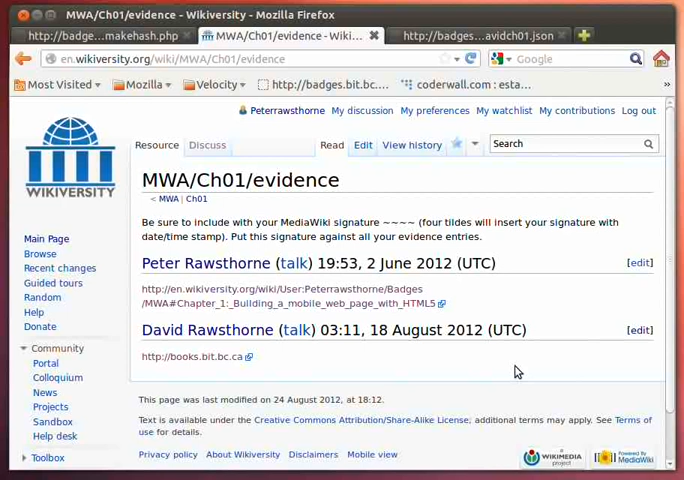 MWA/Ch01/evidence - Wikiversity - Mozilla Firefox
http://badge...makehash.php MWA/Ch01/evidence - Wiki... http://badges....avidch01.json
en.wikiversity.org/wiki/MWA/Ch01/evidence Google
Most Visited Mozilla Velocity http://badges.bit.bc.... coderwall.com : esta... »
Peterrawsthorne My discussion My preferences My watchlist My contributions Log out
Resource Discuss Read Edit View history Search
WIKIVERSITY
MWA/Ch01/evidence
< MWA | Ch01
Be sure to include with your MediaWiki signature ~~~~ (four tildes will insert your signature with
date/time stamp). Put this signature against all your evidence entries.
Peter Rawsthorne (talk) 19:53, 2 June 2012 (UTC) [edit]
http://en.wikiversity.org/wiki/User:Peterrawsthorne/Badges
/MWA#Chapter_1:_Building_a_mobile_web_page_with_HTML5
David Rawsthorne (talk) 03:11, 18 August 2012 (UTC) [edit]
http://books.bit.bc.ca
Main Page
Browse
Recent changes
Guided tours
Random
Help
Donate
Community
Portal
Colloquium
News
Projects
Sandbox
Help desk
Toolbox
This page was last modified on 24 August 2012, at 18:12.
Text is available under the Creative Commons Attribution/Share-Alike License; additional terms may apply. See Terms of
use for details.
Privacy policy About Wikiversity Disclaimers Mobile view
a
WIKIMEDIA
project
Powered By
MediaWiki